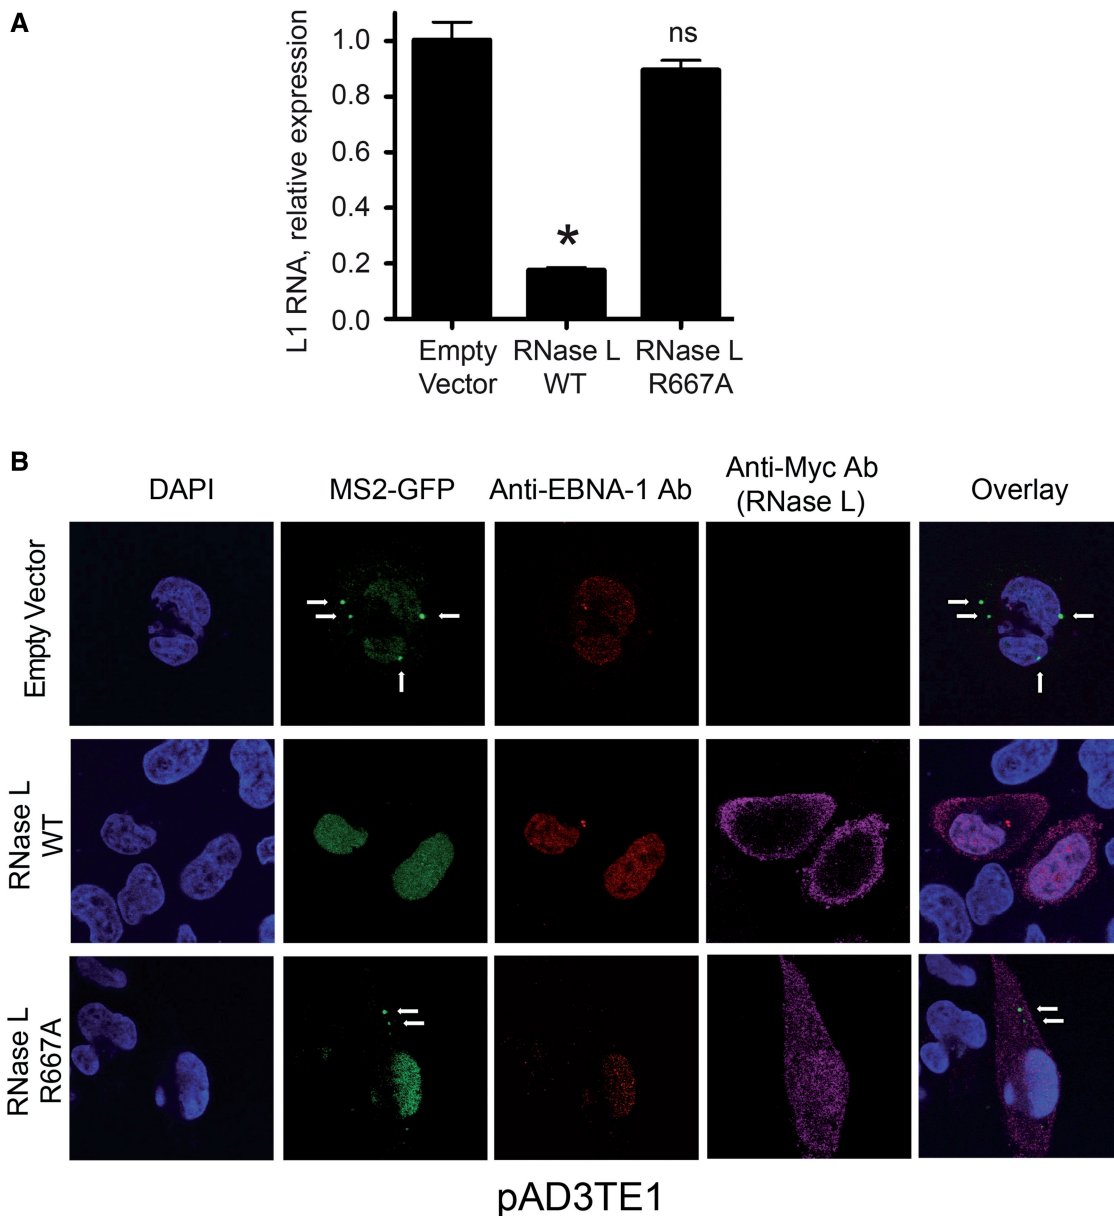 A
L1 RNA, relative expression
1.0
0.8
0.6
0.4
0.2
0.0
*
ns
Empty
Vector
RNase L
WT
RNase L
R667A
B
DAPI
MS2-GFP
Anti-EBNA-1 Ab
Anti-Myc Ab
(RNase L)
Overlay
Empty Vector
RNase L
WT
RNase L
R667A
pAD3TE1